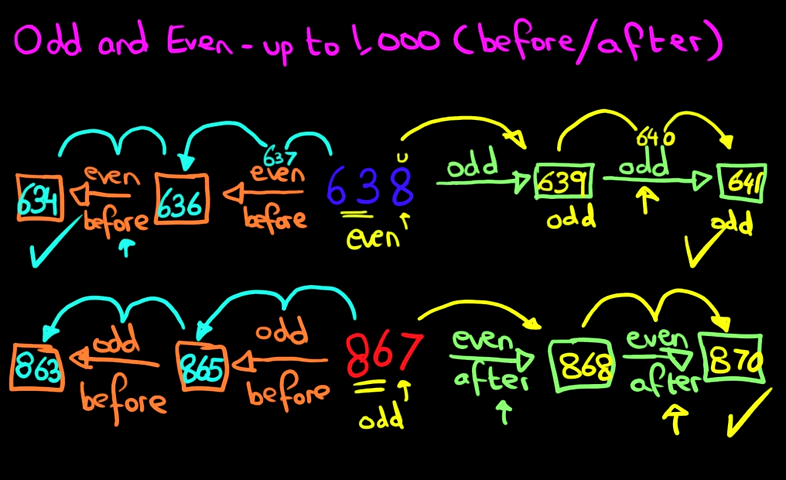 Odd and Even - up to 1,000 (before/after)
637 640
even even odd odd
634 636 638 639 641
before before even odd odd
odd odd even even
863 865 867 868 870
before before odd after after